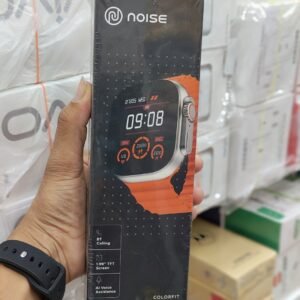 noise
09:08
BT
Calling
1.96" TFT
Screen
AI Voice
Assistance
COLORFIT